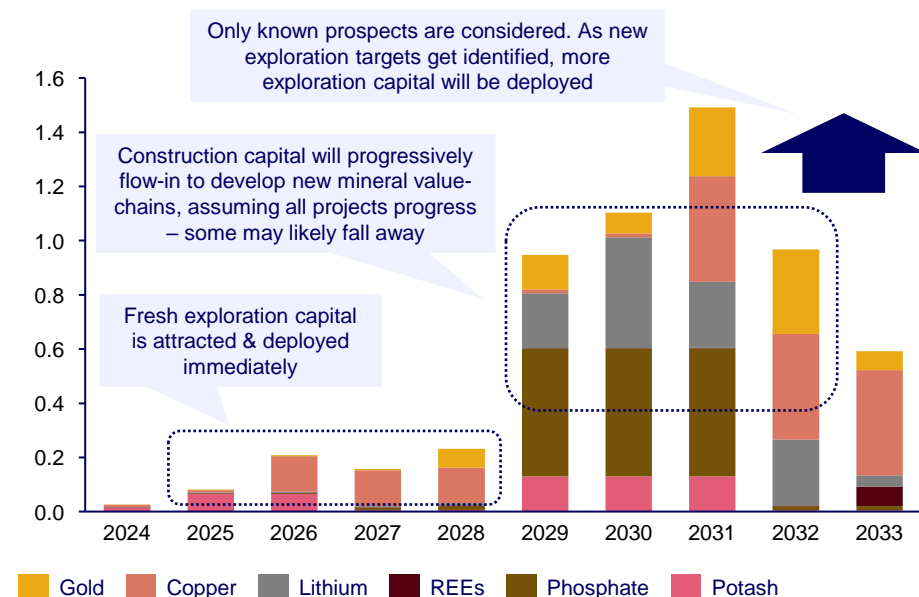 Only known prospects are considered. As new
exploration targets get identified, more
exploration capital will be deployed
Construction capital will progressively
flow-in to develop new mineral value-
chains, assuming all projects progress
– some may likely fall away
Fresh exploration capital
is attracted & deployed
immediately
1.6
1.4
1.2
1.0
0.8
0.6
0.4
0.2
0.0
2024 2025 2026 2027 2028 2029 2030 2031 2032 2033
Gold Copper Lithium REEs Phosphate Potash